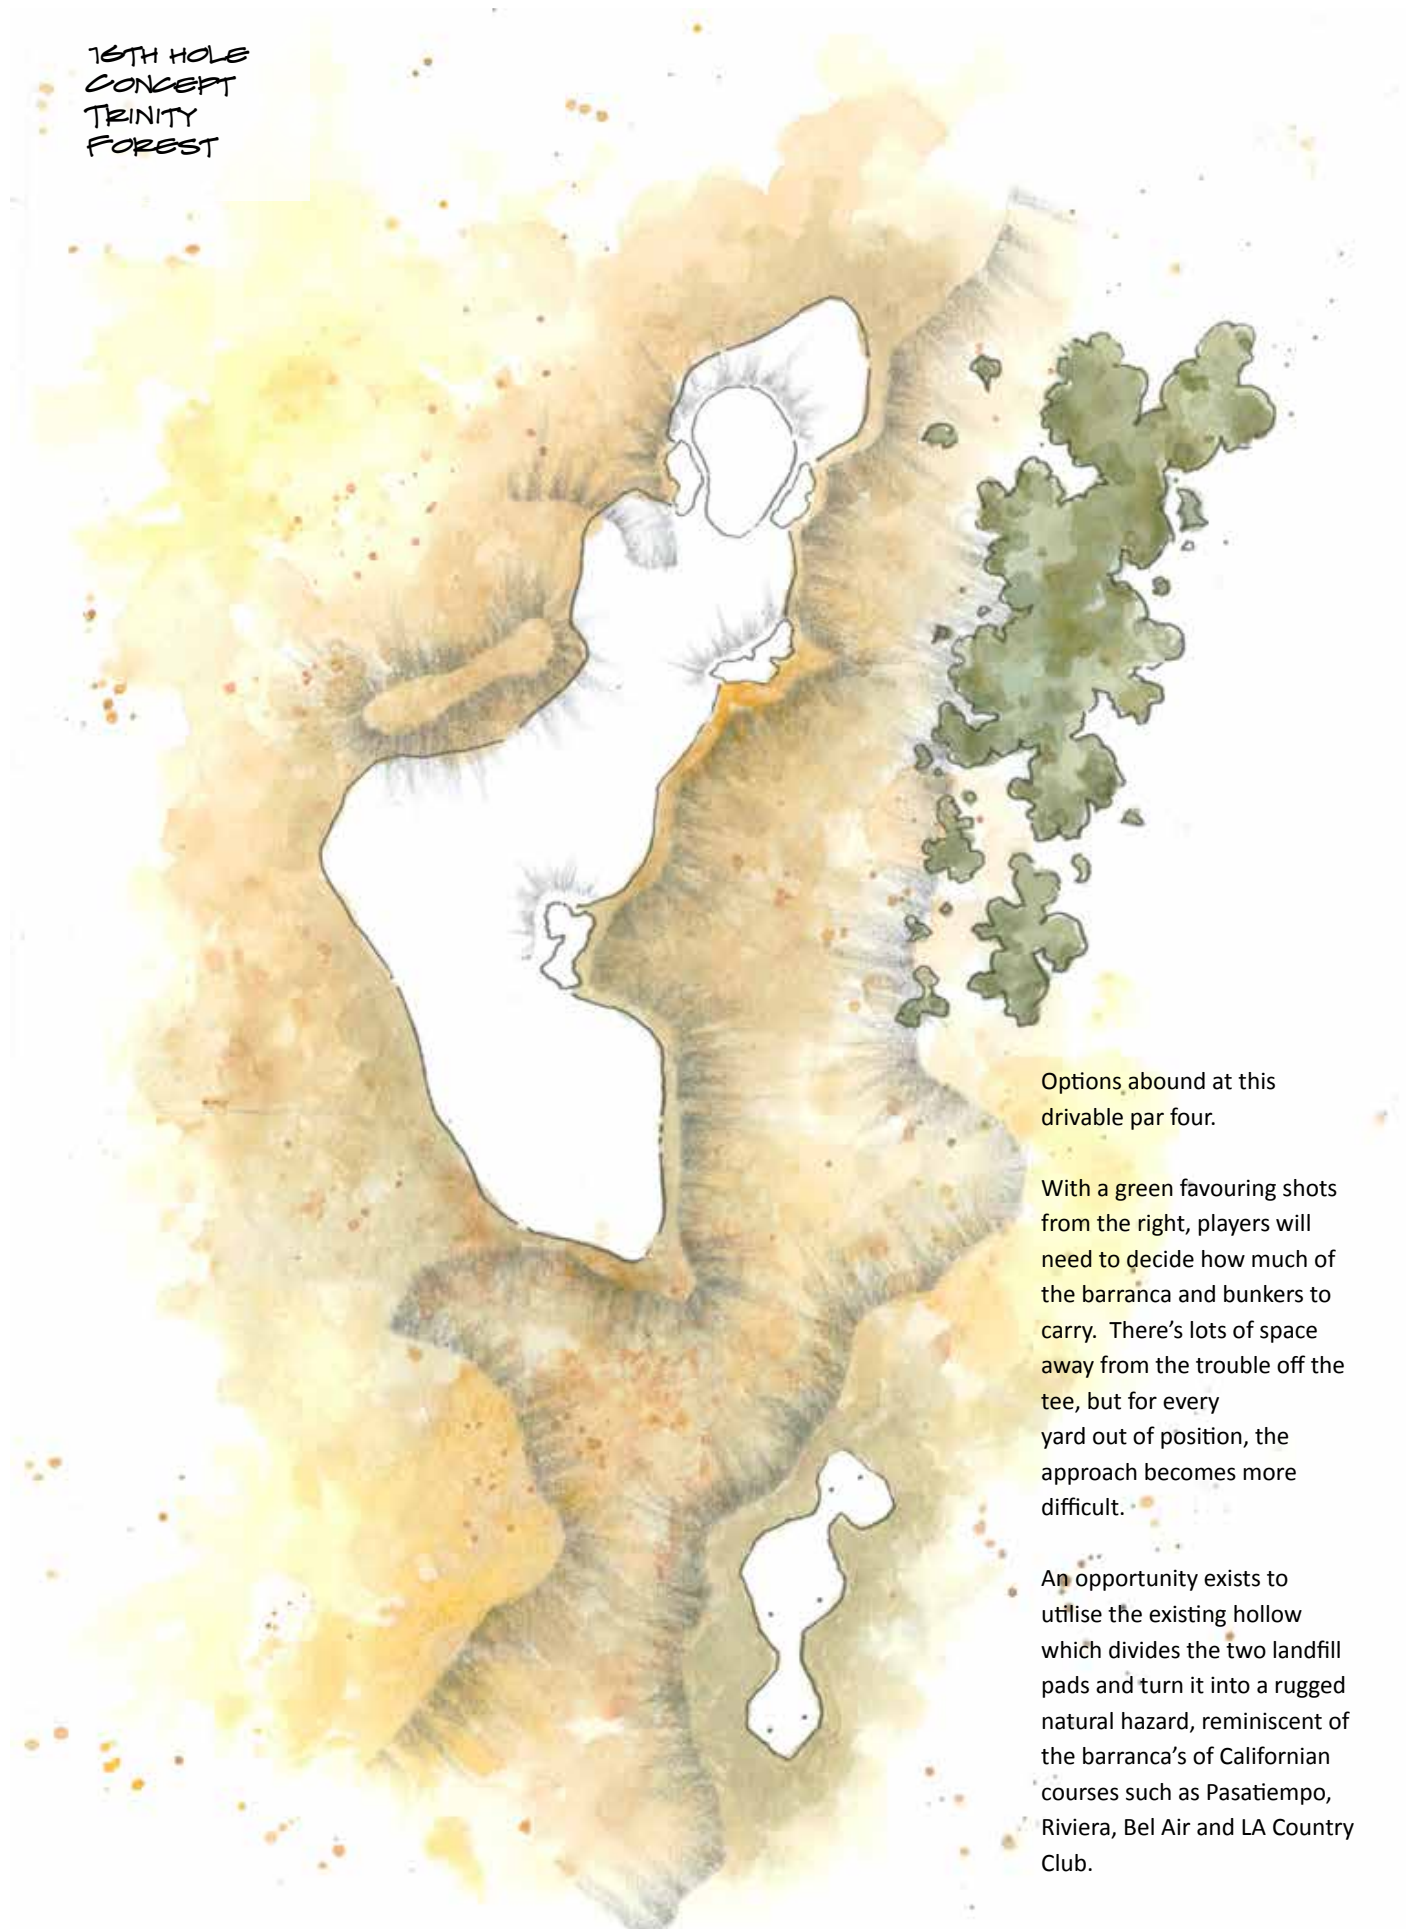 16TH HOLE
CONCEPT
TRINITY
FOREST
Options abound at this
drivable par four.
With a green favouring shots
from the right, players will
need to decide how much of
the barranca and bunkers to
carry.  There's lots of space
away from the trouble off the
tee, but for every
yard out of position, the
approach becomes more
difficult.
An opportunity exists to
utilise the existing hollow
which divides the two landfill
pads and turn it into a rugged
natural hazard, reminiscent of
the barranca's of Californian
courses such as Pasatiempo,
Riviera, Bel Air and LA Country
Club.